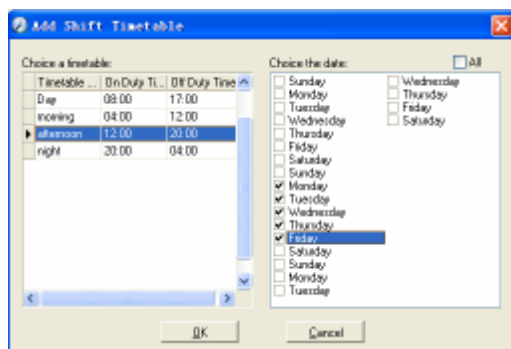 Add Shift Timetable
Choice a timetable:
Timetable ... On Duty Ti... Off Duty Time
Day 08:00 17:00
morning 04:00 12:00
afternoon 12:00 20:00
night 20:00 04:00
Choice the date:
All
Sunday
Monday
Tuesday
Wednesday
Thursday
Friday
Saturday
Sunday
Monday
Tuesday
Wednesday
Thursday
Friday
Saturday
Sunday
Monday
Tuesday
Wednesday
Thursday
Friday
Saturday
OK
Cancel